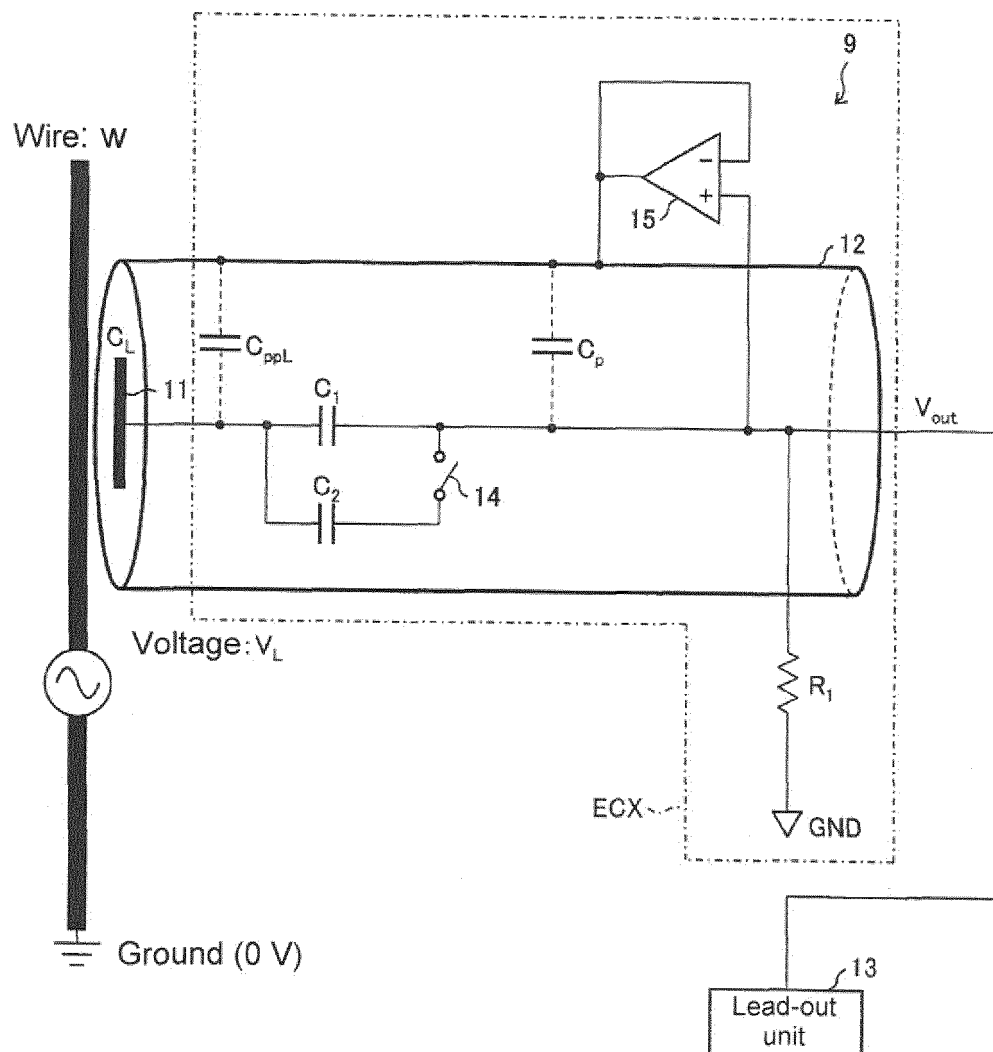 9
Wire: W
−
+
15
12
C_L
C_ppL
C_p
11
C_1
V_out
C_2
14
Voltage: V_L
R_1
ECX
GND
Ground (0 V)
13
Lead-out
unit